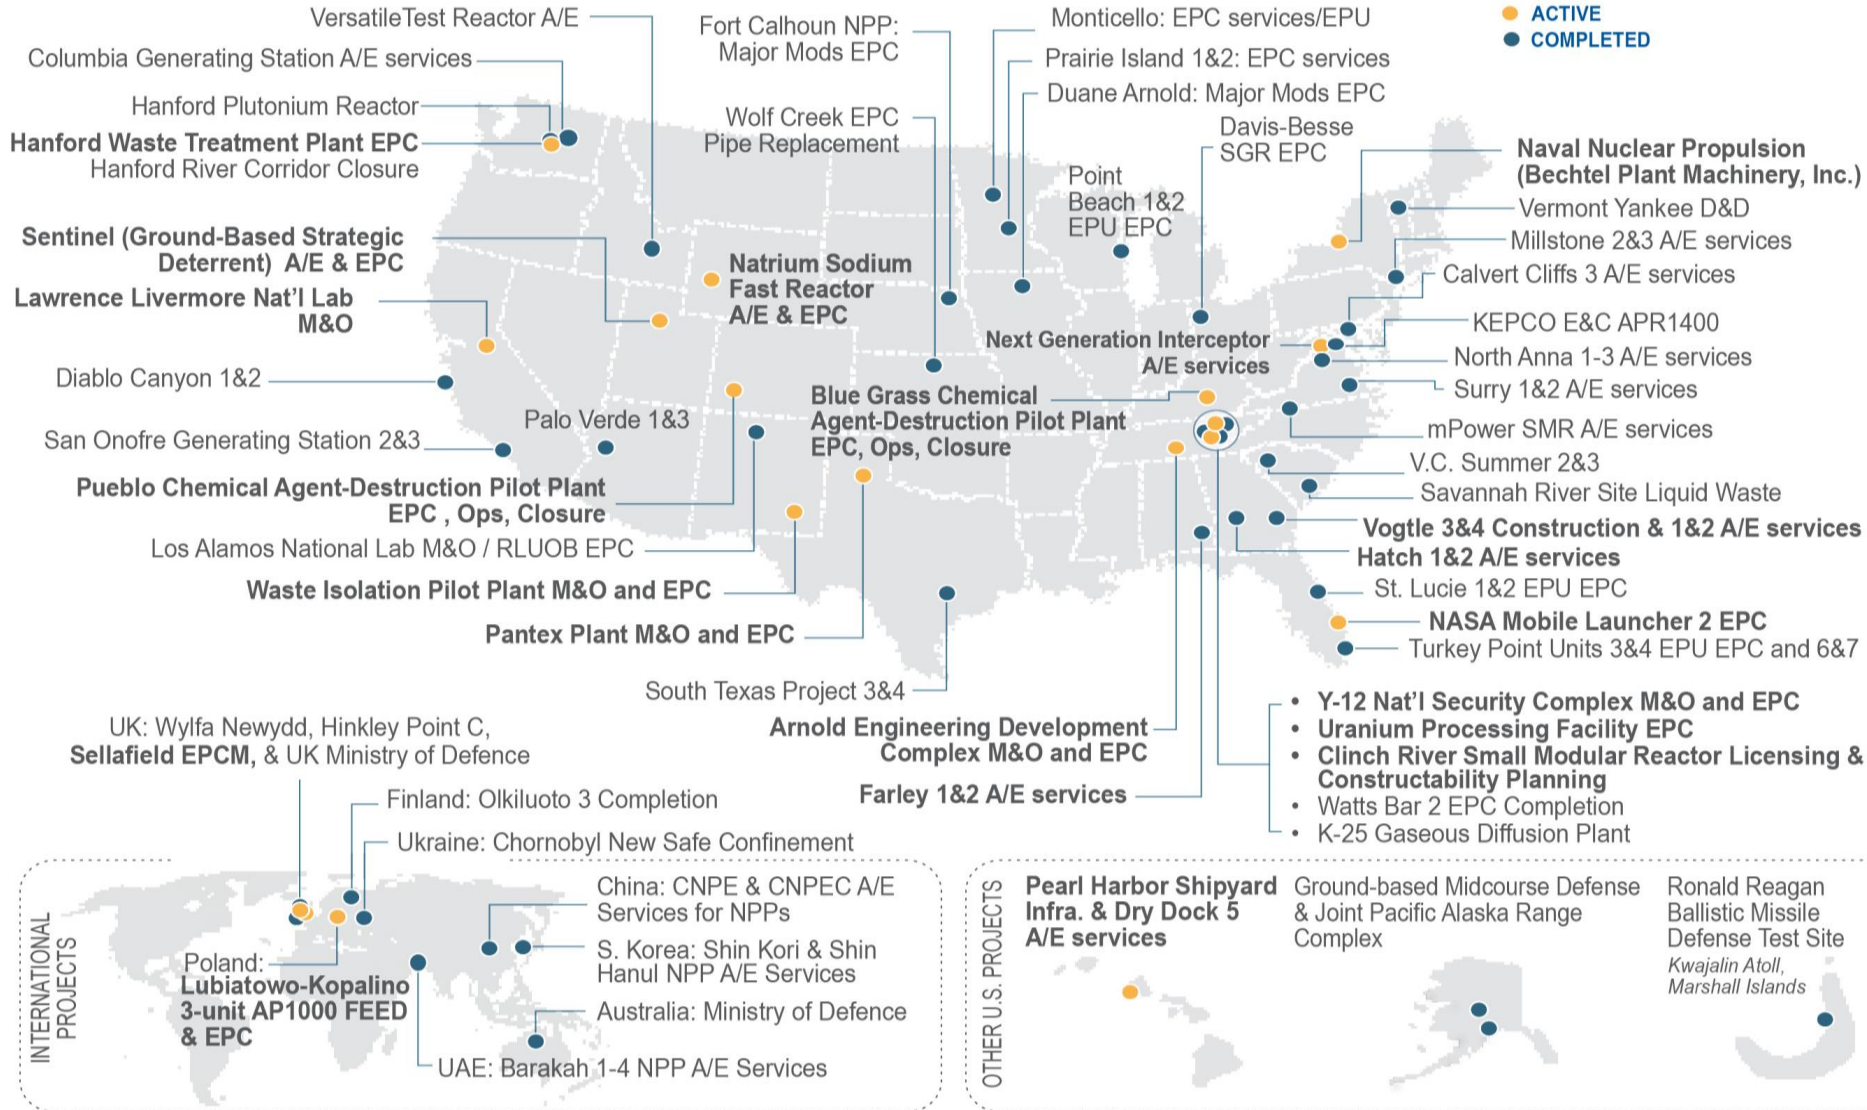 VersatileTest Reactor A/E
Columbia Generating Station A/E services
Hanford Plutonium Reactor
Hanford Waste Treatment Plant EPC
Hanford River Corridor Closure
Sentinel (Ground-Based Strategic
Deterrent) A/E & EPC
Lawrence Livermore Nat'l Lab
M&O
Diablo Canyon 1&2
San Onofre Generating Station 2&3
Palo Verde 1&3
Pueblo Chemical Agent-Destruction Pilot Plant
EPC , Ops, Closure
Los Alamos National Lab M&O / RLUOB EPC
Waste Isolation Pilot Plant M&O and EPC
Pantex Plant M&O and EPC
South Texas Project 3&4
Fort Calhoun NPP:
Major Mods EPC
Wolf Creek EPC
Pipe Replacement
Natrium Sodium
Fast Reactor
A/E & EPC
Monticello: EPC services/EPU
Prairie Island 1&2: EPC services
Duane Arnold: Major Mods EPC
Point
Beach 1&2
EPU EPC
Davis-Besse
SGR EPC
Next Generation Interceptor
A/E services
Blue Grass Chemical
Agent-Destruction Pilot Plant
EPC, Ops, Closure
ACTIVE
COMPLETED
Naval Nuclear Propulsion
(Bechtel Plant Machinery, Inc.)
Vermont Yankee D&D
Millstone 2&3 A/E services
Calvert Cliffs 3 A/E services
KEPCO E&C APR1400
North Anna 1-3 A/E services
Surry 1&2 A/E services
mPower SMR A/E services
V.C. Summer 2&3
Savannah River Site Liquid Waste
Vogtle 3&4 Construction & 1&2 A/E services
Hatch 1&2 A/E services
St. Lucie 1&2 EPU EPC
NASA Mobile Launcher 2 EPC
Turkey Point Units 3&4 EPU EPC and 6&7
Arnold Engineering Development
Complex M&O and EPC
Farley 1&2 A/E services
• Y-12 Nat'l Security Complex M&O and EPC
• Uranium Processing Facility EPC
• Clinch River Small Modular Reactor Licensing &
Constructability Planning
• Watts Bar 2 EPC Completion
• K-25 Gaseous Diffusion Plant
UK: Wylfa Newydd, Hinkley Point C,
Sellafield EPCM, & UK Ministry of Defence
Finland: Olkiluoto 3 Completion
Ukraine: Chornobyl New Safe Confinement
INTERNATIONAL
PROJECTS
Poland:
Lubiatowo-Kopalino
3-unit AP1000 FEED
& EPC
China: CNPE & CNPEC A/E
Services for NPPs
S. Korea: Shin Kori & Shin
Hanul NPP A/E Services
Australia: Ministry of Defence
UAE: Barakah 1-4 NPP A/E Services
OTHER U.S. PROJECTS
Pearl Harbor Shipyard
Infra. & Dry Dock 5
A/E services
Ground-based Midcourse Defense
& Joint Pacific Alaska Range
Complex
Ronald Reagan
Ballistic Missile
Defense Test Site
Kwajalin Atoll,
Marshall Islands